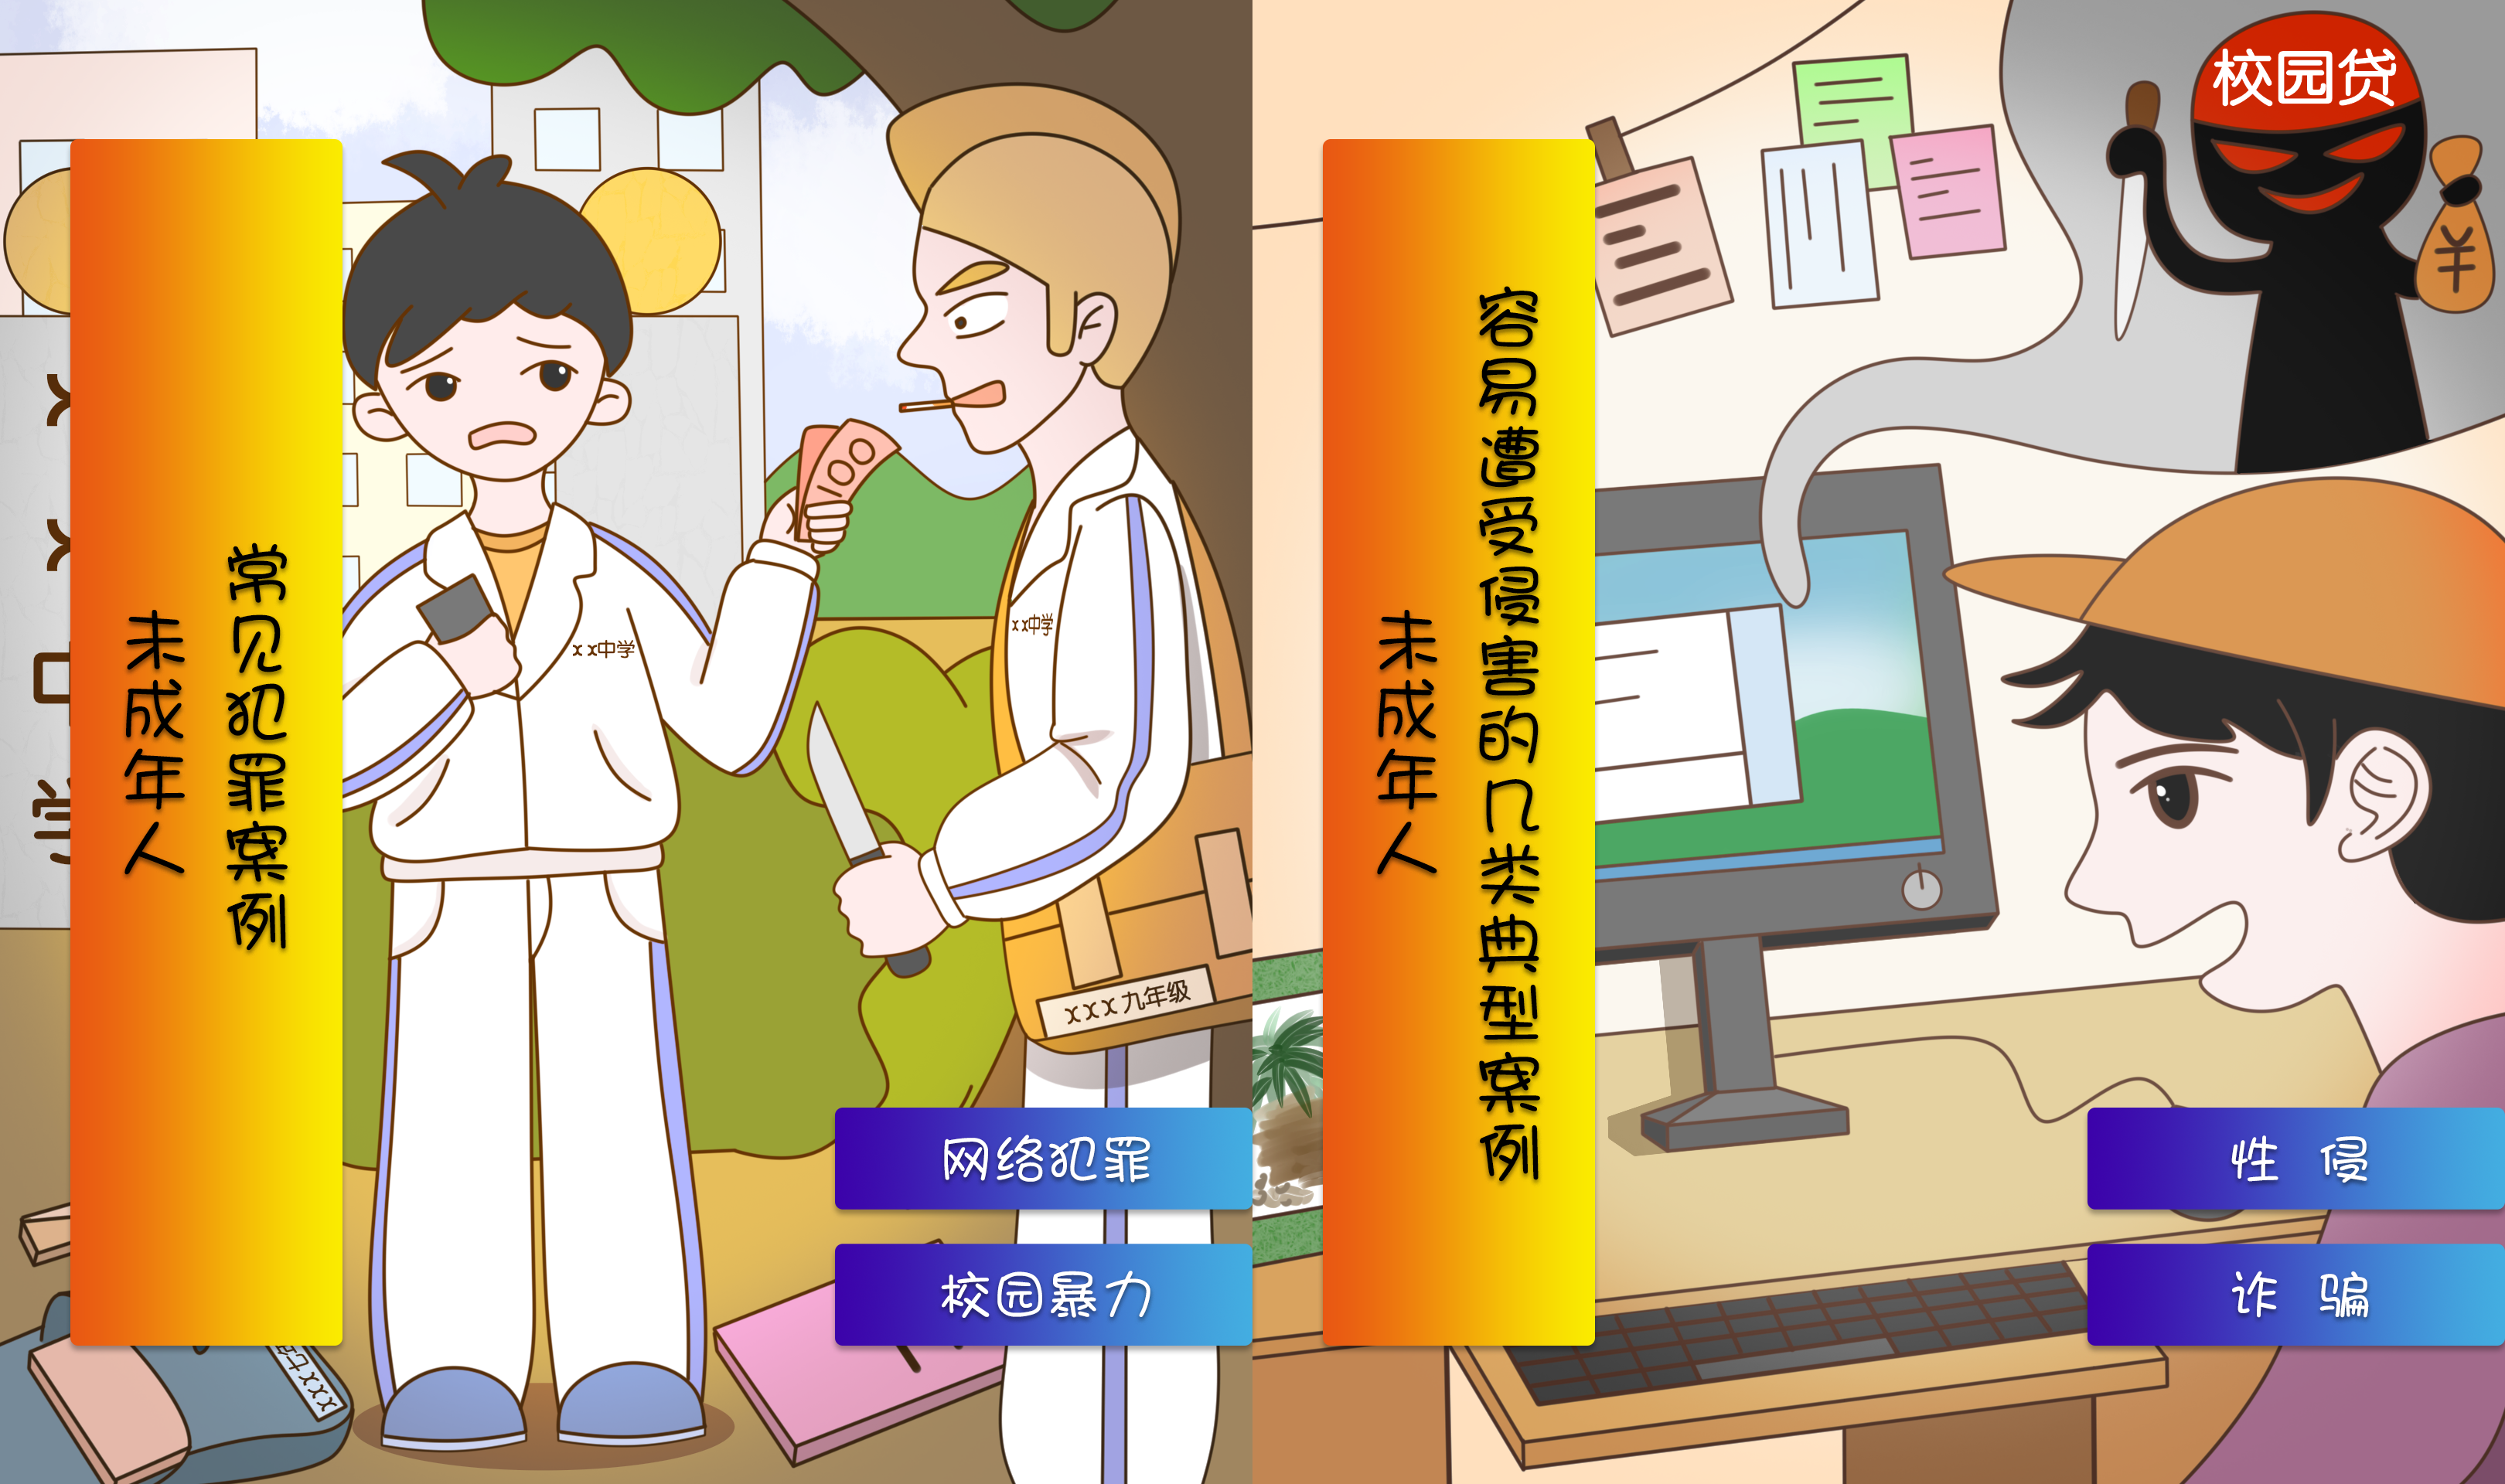 未成年人
常见犯罪案例
100
x x中学
x x中学
x x x 九年级
网络犯罪
校园暴力
校园贷
¥
未成年人
容易遭受侵害的几类典型案例
性 侵
诈 骗